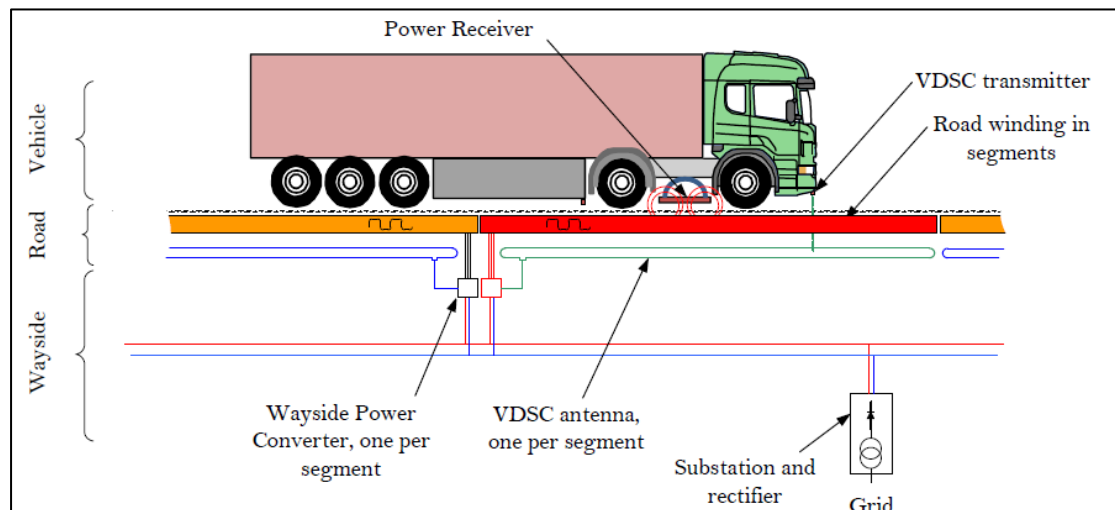 Power Receiver
VDSC transmitter
Road winding in
segments
Vehicle
Road
Wayside
Wayside Power
Converter, one per
segment
VDSC antenna,
one per segment
Substation and
rectifier
Grid